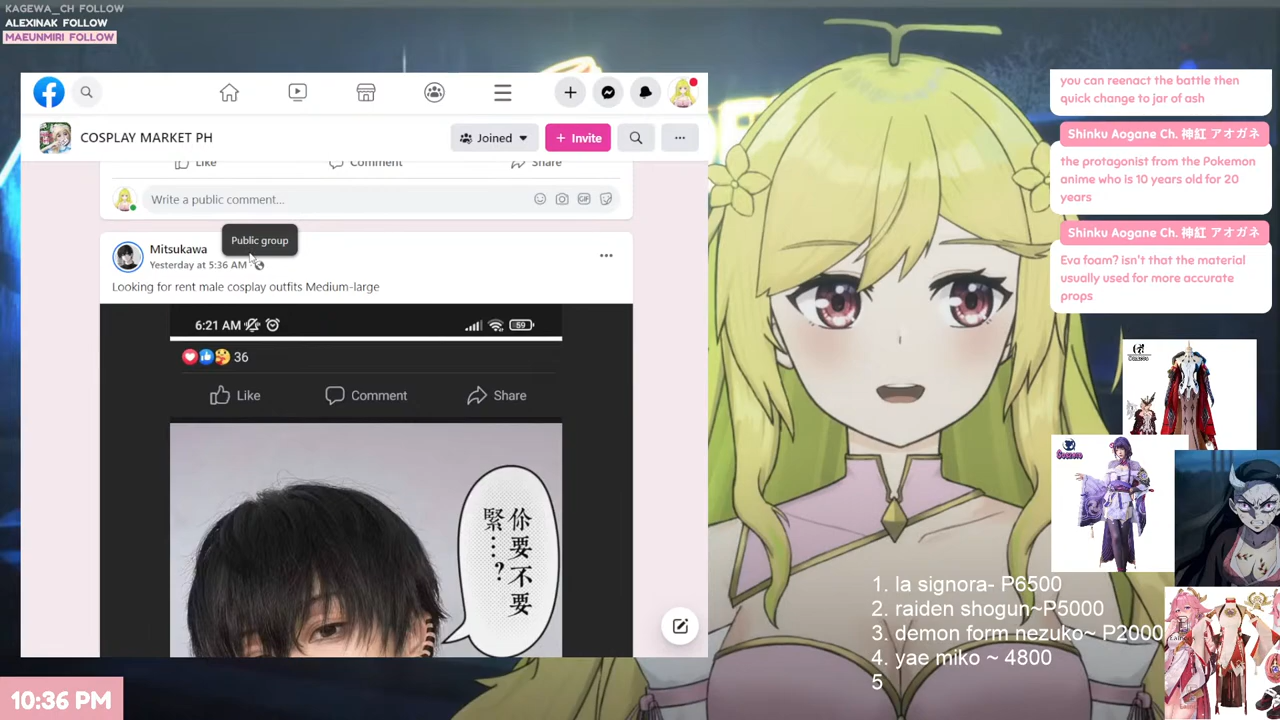 KAGEWA_CH FOLLOW
ALEXINAK FOLLOW
MAEUNMIRI FOLLOW
COSPLAY MARKET PH
Joined
+ Invite
Like
Comment
Share
Write a public comment...
GIF
Public group
Mitsukawa
Yesterday at 5:36 AM
Looking for rent male cosplay outfits Medium-large
6:21 AM
59
36
Like
Comment
Share
你要不要
緊…?
you can reenact the battle then
quick change to jar of ash
Shinku Aogane Ch. 神紅 アオガネ
the protagonist from the Pokemon
anime who is 10 years old for 20
years
Shinku Aogane Ch. 神紅 アオガネ
Eva foam? isn't that the material
usually used for more accurate
props
1. la signora- P6500
2. raiden shogun~P5000
3. demon form nezuko~ P2000
4. yae miko ~ 4800
5
10:36 PM